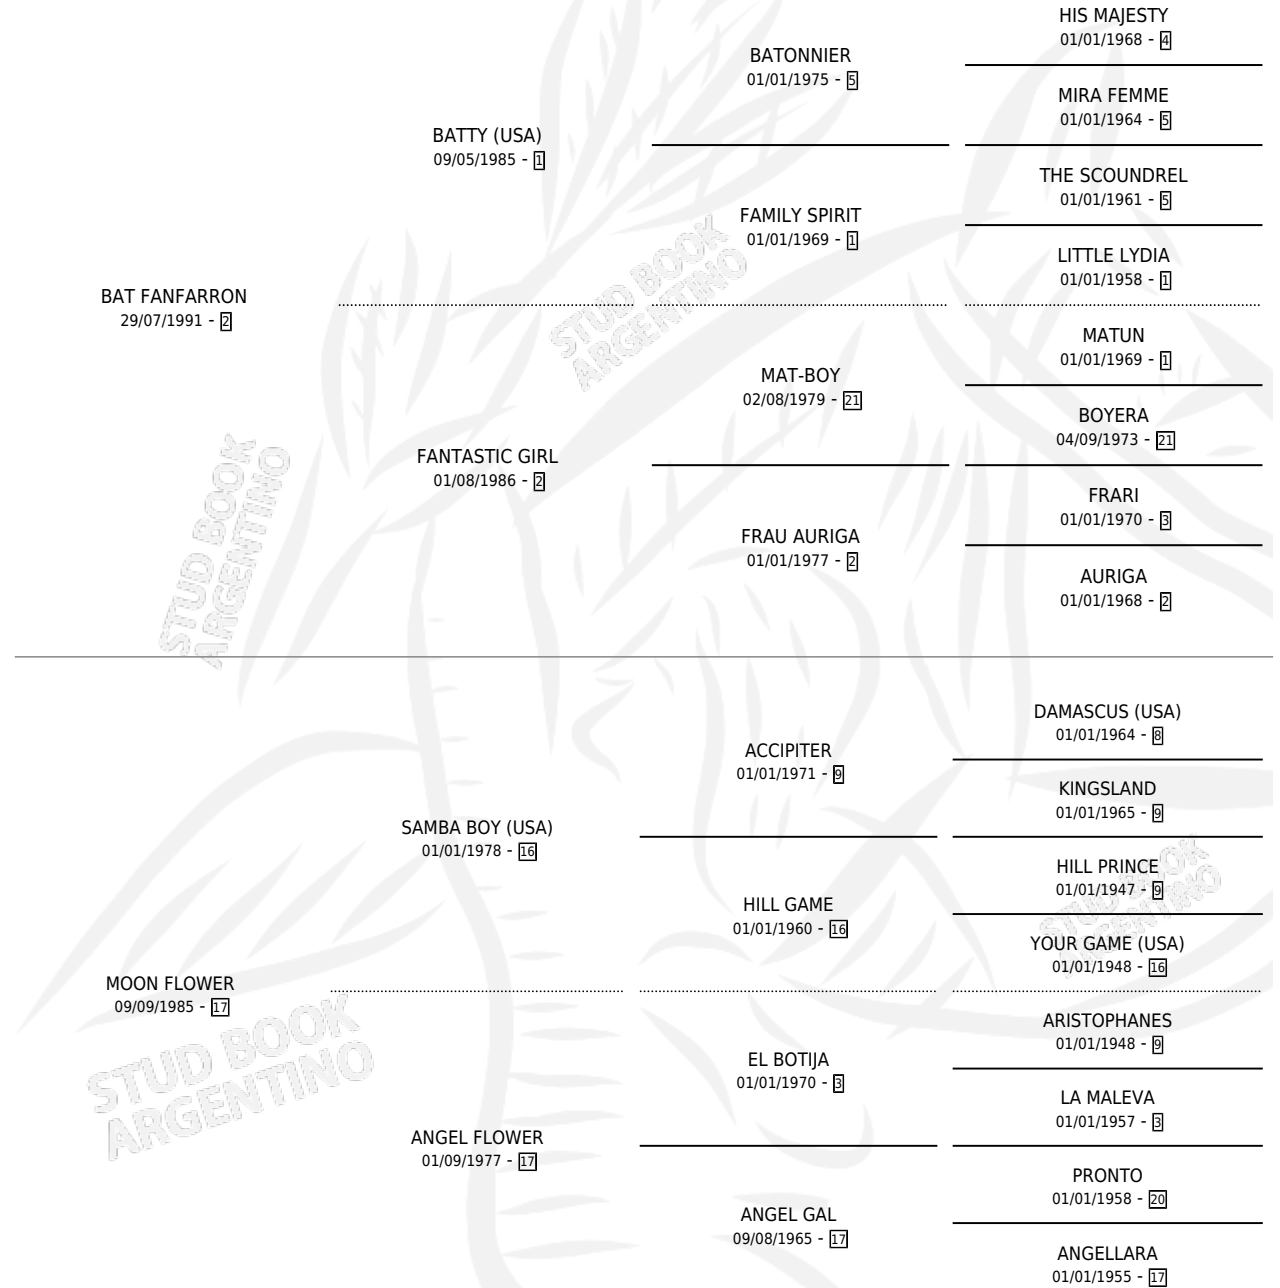 HIS MAJESTY
01/01/1968 - 4
BATONNIER
01/01/1975 - 5
MIRA FEMME
01/01/1964 - 5
BATTY (USA)
09/05/1985 - 1
THE SCOUNDREL
01/01/1961 - 5
FAMILY SPIRIT
01/01/1969 - 1
LITTLE LYDIA
01/01/1958 - 1
BAT FANFARRON
29/07/1991 - 2
MATUN
01/01/1969 - 1
MAT-BOY
02/08/1979 - 21
BOYERA
04/09/1973 - 21
FANTASTIC GIRL
01/08/1986 - 2
FRARI
01/01/1970 - 3
FRAU AURIGA
01/01/1977 - 2
AURIGA
01/01/1968 - 2
DAMASCUS (USA)
01/01/1964 - 8
ACCIPITER
01/01/1971 - 9
KINGSLAND
01/01/1965 - 9
SAMBA BOY (USA)
01/01/1978 - 16
HILL PRINCE
01/01/1947 - 9
HILL GAME
01/01/1960 - 16
YOUR GAME (USA)
01/01/1948 - 16
MOON FLOWER
09/09/1985 - 17
ARISTOPHANES
01/01/1948 - 9
EL BOTIJA
01/01/1970 - 3
LA MALEVA
01/01/1957 - 3
ANGEL FLOWER
01/09/1977 - 17
PRONTO
01/01/1958 - 20
ANGEL GAL
09/08/1965 - 17
ANGELLARA
01/01/1955 - 17
STUD BOOK
ARGENTINO
STUD BOOK
ARGENTINO
STUD BOOK
ARGENTINO
STUD BOOK
ARGENTINO